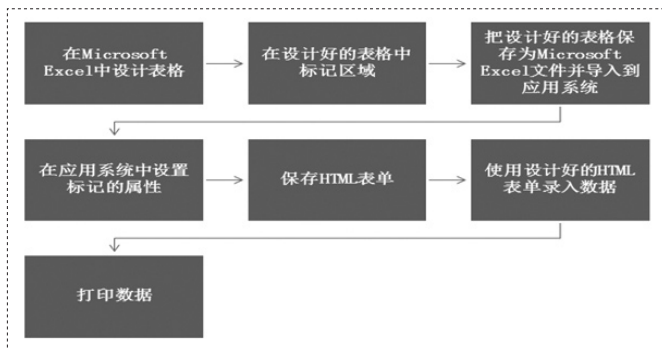 在Microsoft
Excel中设计表格
在设计好的表格中
标记区域
把设计好的表格保
存为Microsoft
Excel文件并导入到
应用系统
在应用系统中设置
标记的属性
保存HTML表单
使用设计好的HTML
表单录入数据
打印数据